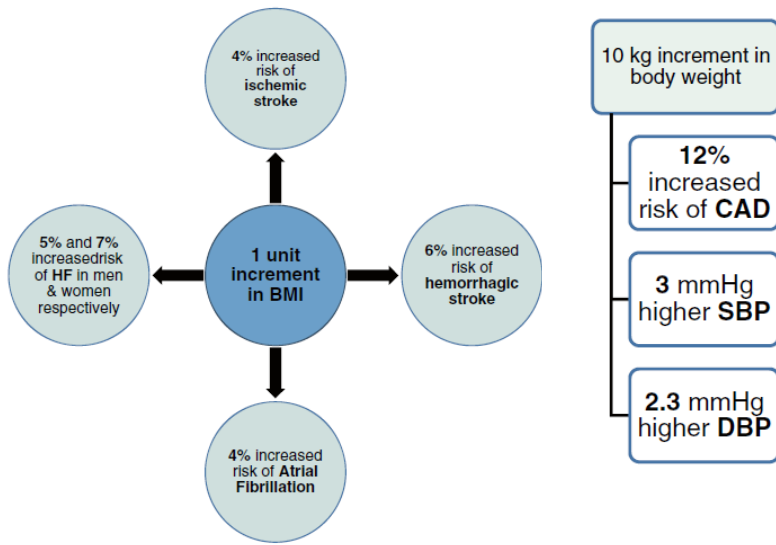 4% increased
risk of
ischemic
stroke
5% and 7%
increasedrisk
of HF in men
& women
respectively
1 unit
increment
in BMI
6% increased
risk of
hemorrhagic
stroke
4% increased
risk of Atrial
Fibrillation
10 kg increment in
body weight
12%
increased
risk of CAD
3 mmHg
higher SBP
2.3 mmHg
higher DBP